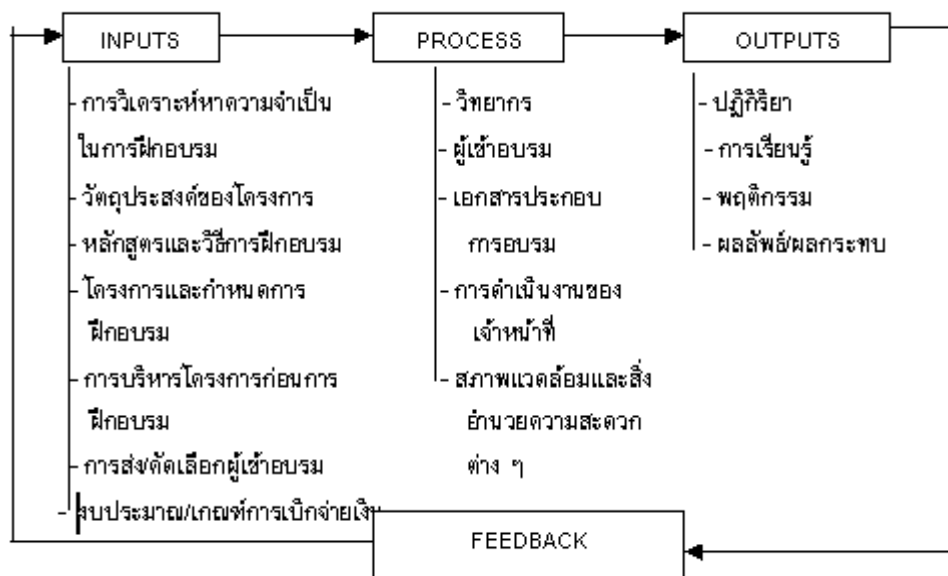 INPUTS
PROCESS
OUTPUTS
- การวิเคราะห์หาความจำเป็น
ในการฝึกอบรม
- วัตถุประสงค์ของโครงการ
- หลักสูตรและวิธีการฝึกอบรม
- โครงการและกำหนดการ
ฝึกอบรม
- การบริหารโครงการก่อนการ
ฝึกอบรม
- การส่ง/คัดเลือกผู้เข้าอบรม
- งบประมาณ/เกณฑ์การเบิกจ่ายเงิน
- วิทยากร
- ผู้เข้าอบรม
- เอกสารประกอบ
การอบรม
- การดำเนินงานของ
เจ้าหน้าที่
- สภาพแวดล้อมและสิ่ง
อำนวยความสะดวก
ต่าง ๆ
- ปฏิกิริยา
- การเรียนรู้
- พฤติกรรม
- ผลลัพธ์/ผลกระทบ
FEEDBACK